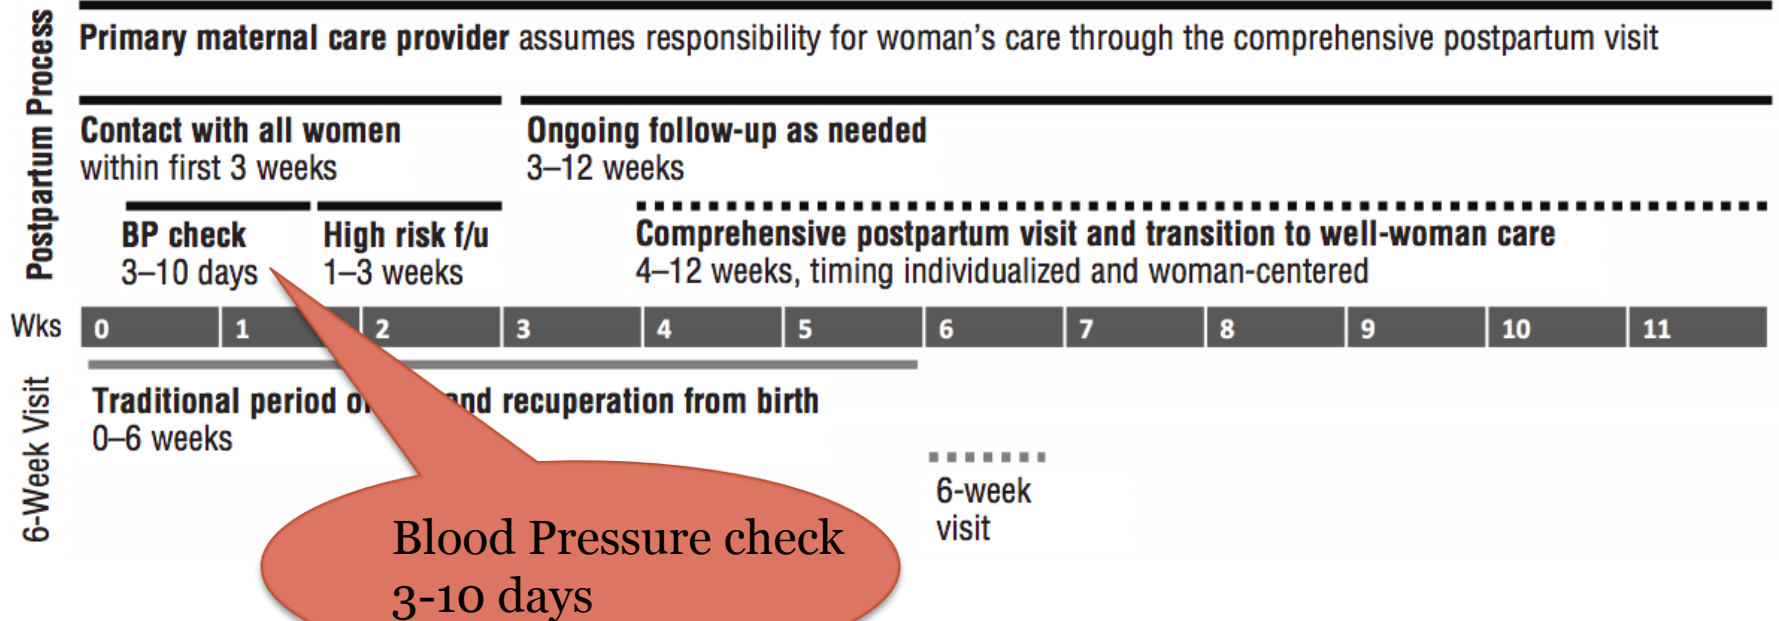 Postpartum Process
Primary maternal care provider assumes responsibility for woman's care through the comprehensive postpartum visit
Contact with all women
within first 3 weeks
Ongoing follow-up as needed
3–12 weeks
BP check
3–10 days
High risk f/u
1–3 weeks
Comprehensive postpartum visit and transition to well-woman care
4–12 weeks, timing individualized and woman-centered
Wks 0 1 2 3 4 5 6 7 8 9 10 11
6-Week Visit
Traditional period and recuperation from birth
0–6 weeks
6-week
visit
Blood Pressure check
3-10 days